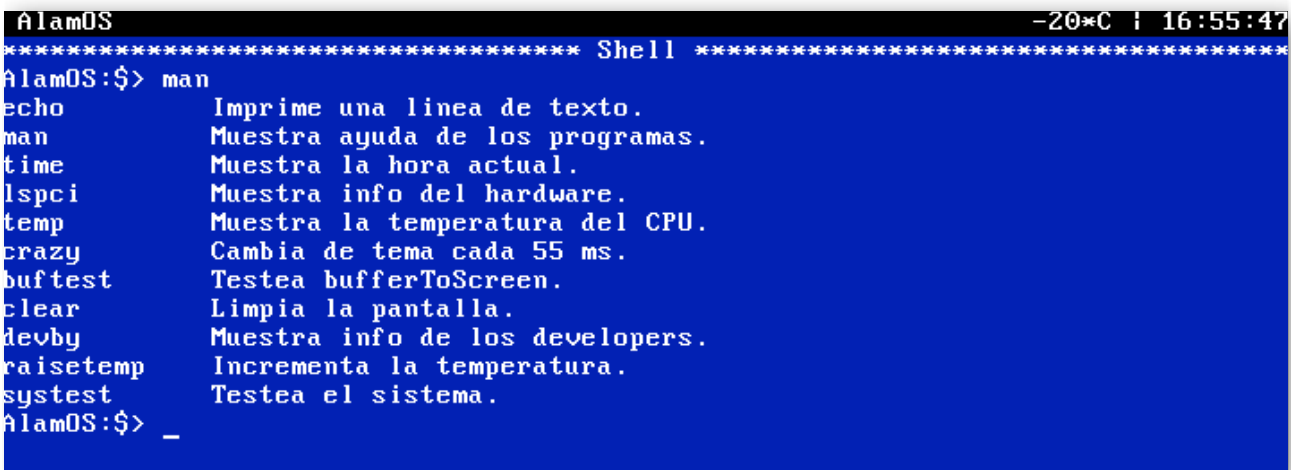 AlamOS -20*C | 16:55:47
************************************ Shell *************************************
AlamOS:$> man
echo Imprime una linea de texto.
man Muestra ayuda de los programas.
time Muestra la hora actual.
lspci Muestra info del hardware.
temp Muestra la temperatura del CPU.
crazy Cambia de tema cada 55 ms.
buftest Testea bufferToScreen.
clear Limpia la pantalla.
devby Muestra info de los developers.
raisetemp Incrementa la temperatura.
systest Testea el sistema.
AlamOS:$> _